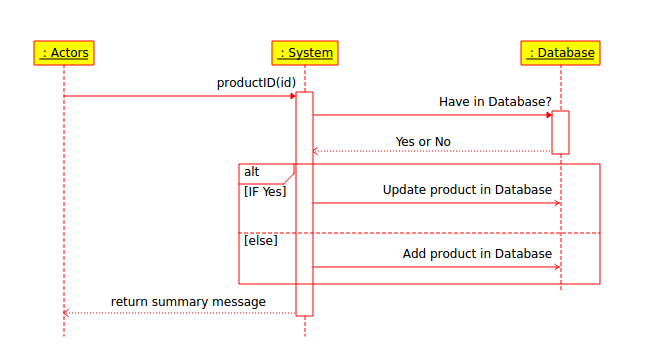 : Actors
: System
: Database
productID(id)
Have in Database?
Yes or No
alt
[IF Yes]
Update product in Database
[else]
Add product in Database
return summary message